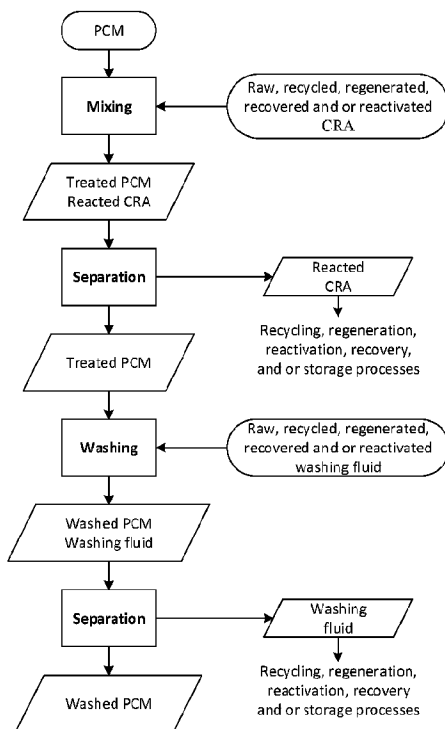 PCM
Mixing
Raw, recycled, regenerated,
recovered and or reactivated
CRA
Treated PCM
Reacted CRA
Separation
Reacted
CRA
Recycling, regeneration,
reactivation, recovery,
and or storage processes
Treated PCM
Washing
Raw, recycled, regenerated,
recovered and or reactivated
washing fluid
Washed PCM
Washing fluid
Separation
Washing
fluid
Recycling, regeneration,
reactivation, recovery
and or storage processes
Washed PCM